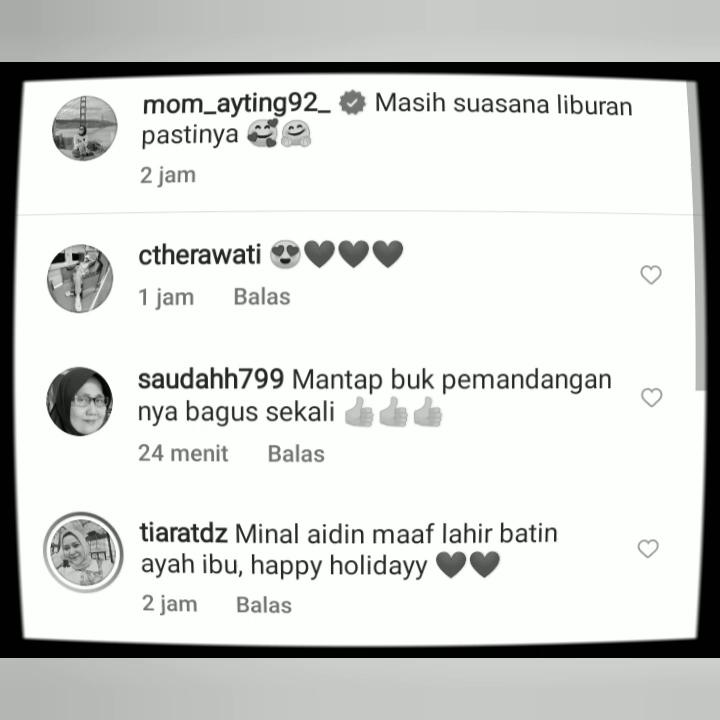 mom_ayting92_ Masih suasana liburan
pastinya 🥰🤗
2 jam
ctherawati 😍🖤🖤🖤
1 jam Balas
saudahh799 Mantap buk pemandangan
nya bagus sekali 👍👍👍
24 menit Balas
tiaratdz Minal aidin maaf lahir batin
ayah ibu, happy holidayy 🖤🖤
2 jam Balas